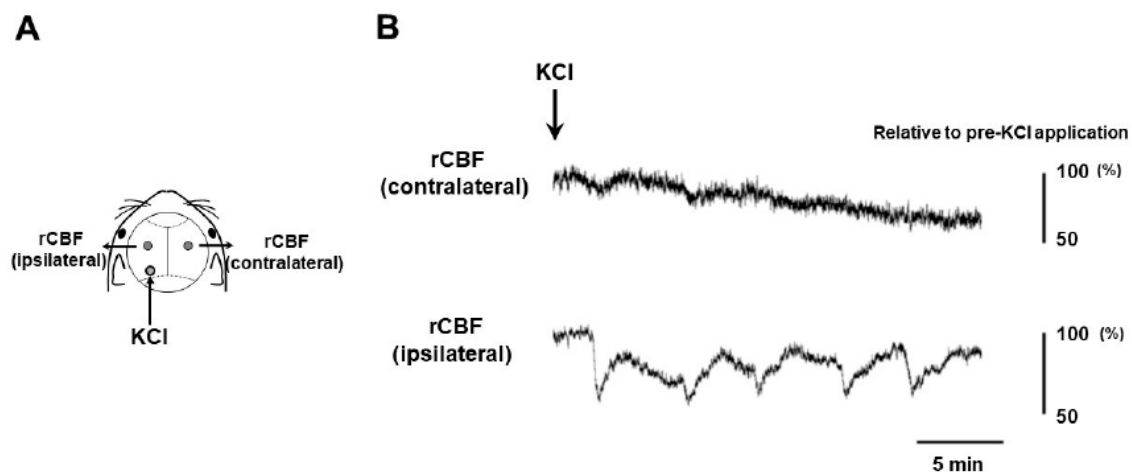 A
B
KCl
Relative to pre-KCl application
rCBF
(contralateral)
100 (%)
50
rCBF
(ipsilateral)
rCBF
(contralateral)
KCl
rCBF
(ipsilateral)
100 (%)
50
5 min